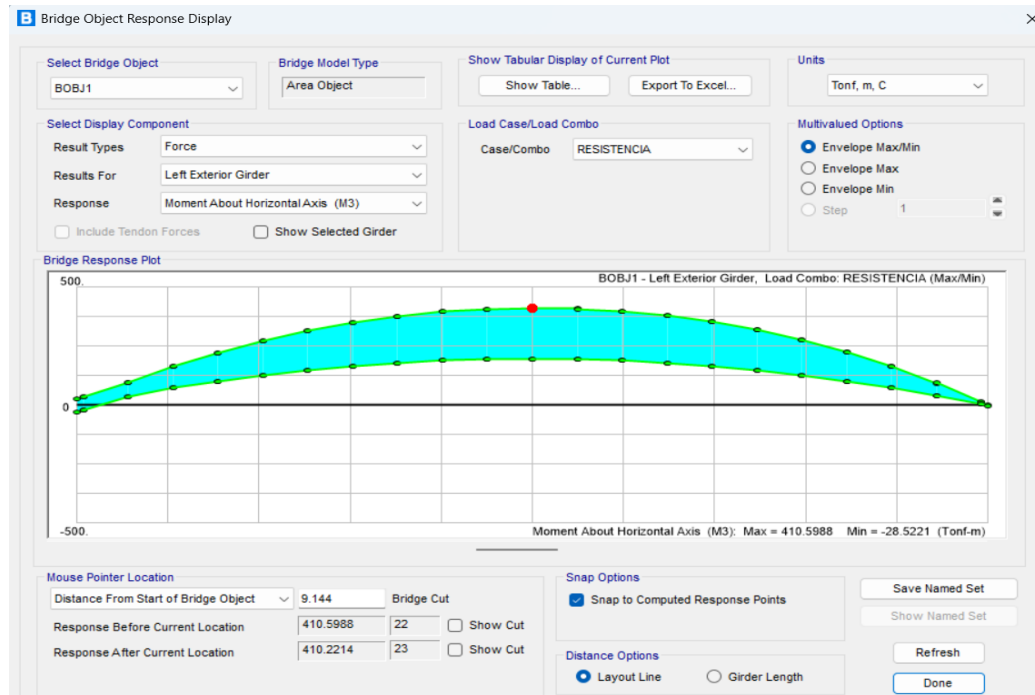 B Bridge Object Response Display
Select Bridge Object
BOBJ1
Bridge Model Type
Area Object
Show Tabular Display of Current Plot
Show Table...
Export To Excel...
Units
Tonf, m, C
Select Display Component
Result Types
Force
Results For
Left Exterior Girder
Response
Moment About Horizontal Axis (M3)
Include Tendon Forces
Show Selected Girder
Load Case/Load Combo
Case/Combo
RESISTENCIA
Multivalued Options
Envelope Max/Min
Envelope Max
Envelope Min
Step
1
Bridge Response Plot
500.
BOBJ1 - Left Exterior Girder, Load Combo: RESISTENCIA (Max/Min)
0
-500.
Moment About Horizontal Axis (M3): Max = 410.5988 Min = -28.5221 (Tonf-m)
Mouse Pointer Location
Distance From Start of Bridge Object
9.144
Bridge Cut
Response Before Current Location
410.5988
22
Show Cut
Response After Current Location
410.2214
23
Show Cut
Snap Options
Snap to Computed Response Points
Distance Options
Layout Line
Girder Length
Save Named Set
Show Named Set
Refresh
Done